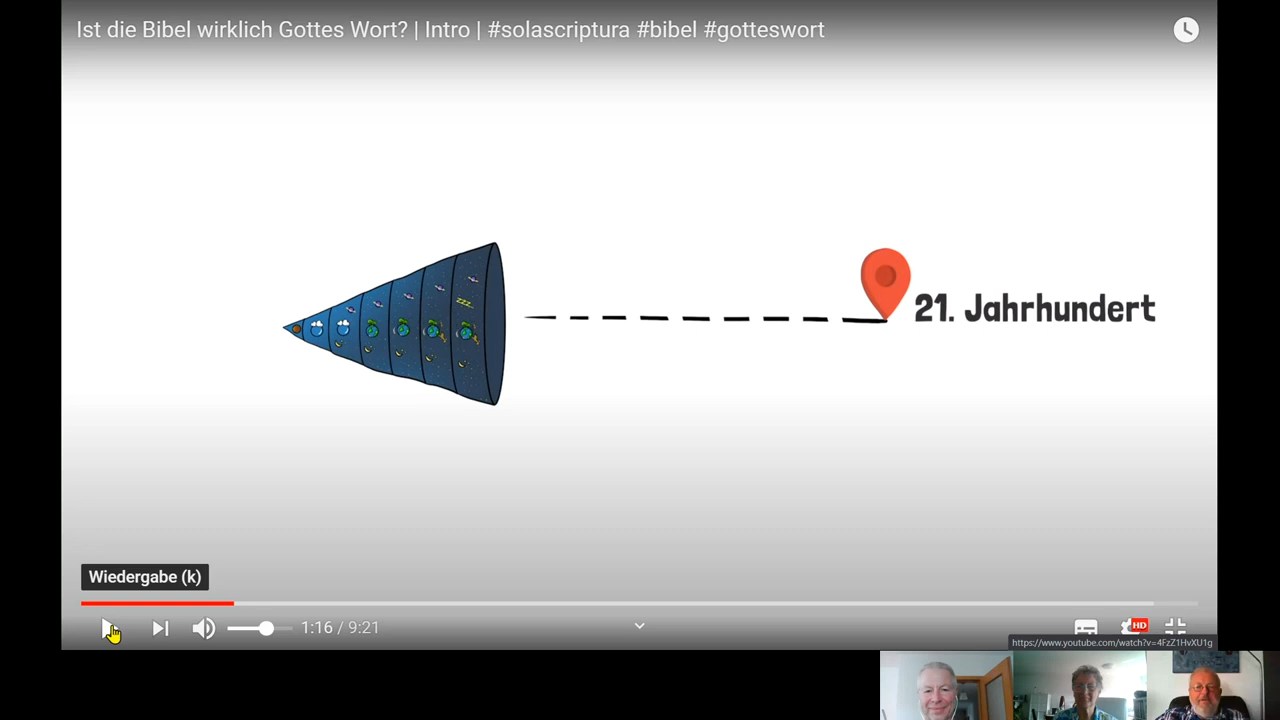 Ist die Bibel wirklich Gottes Wort? | Intro | #solascriptura #bibel #gotteswort
21. Jahrhundert
Wiedergabe (k)
1:16 / 9:21
HD
https://www.youtube.com/watch?v=4FzZ1HvXU1g